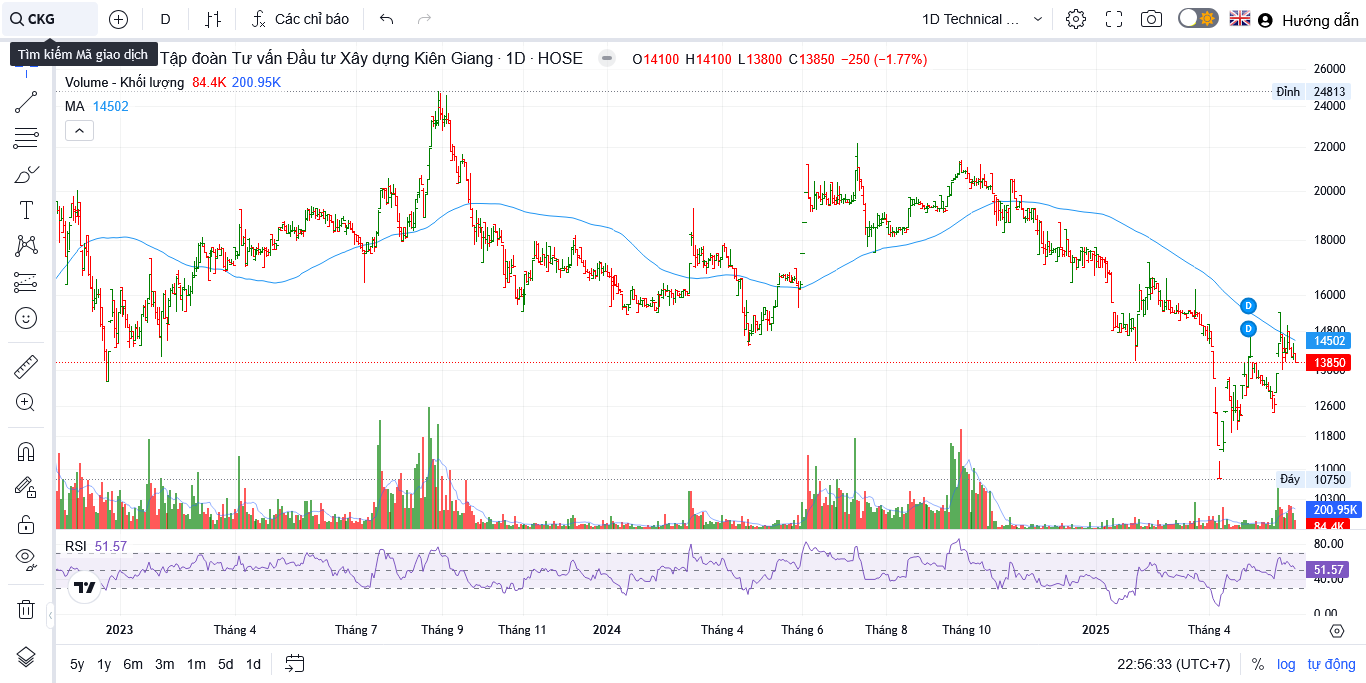 CKG D Các chỉ báo 1D Technical ... Hướng dẫn
Tìm kiếm Mã giao dịch
Tập đoàn Tư vấn Đầu tư Xây dựng Kiên Giang · 1D · HOSE O14100 H14100 L13800 C13850 −250 (−1.77%)
Volume - Khối lượng 84.4K 200.95K
MA 14502
26000
Đỉnh 24813
24000
22000
20000
18000
16000
D
D
14800
14502
13850
12600
11800
11000
Đáy 10750
10300
200.95K
84.4K
RSI 51.57
80.00
51.57
40.00
0.00
2023 Tháng 4 Tháng 7 Tháng 9 Tháng 11 2024 Tháng 4 Tháng 6 Tháng 8 Tháng 10 2025 Tháng 4
5y 1y 6m 3m 1m 5d 1d 22:56:33 (UTC+7) % log tự động